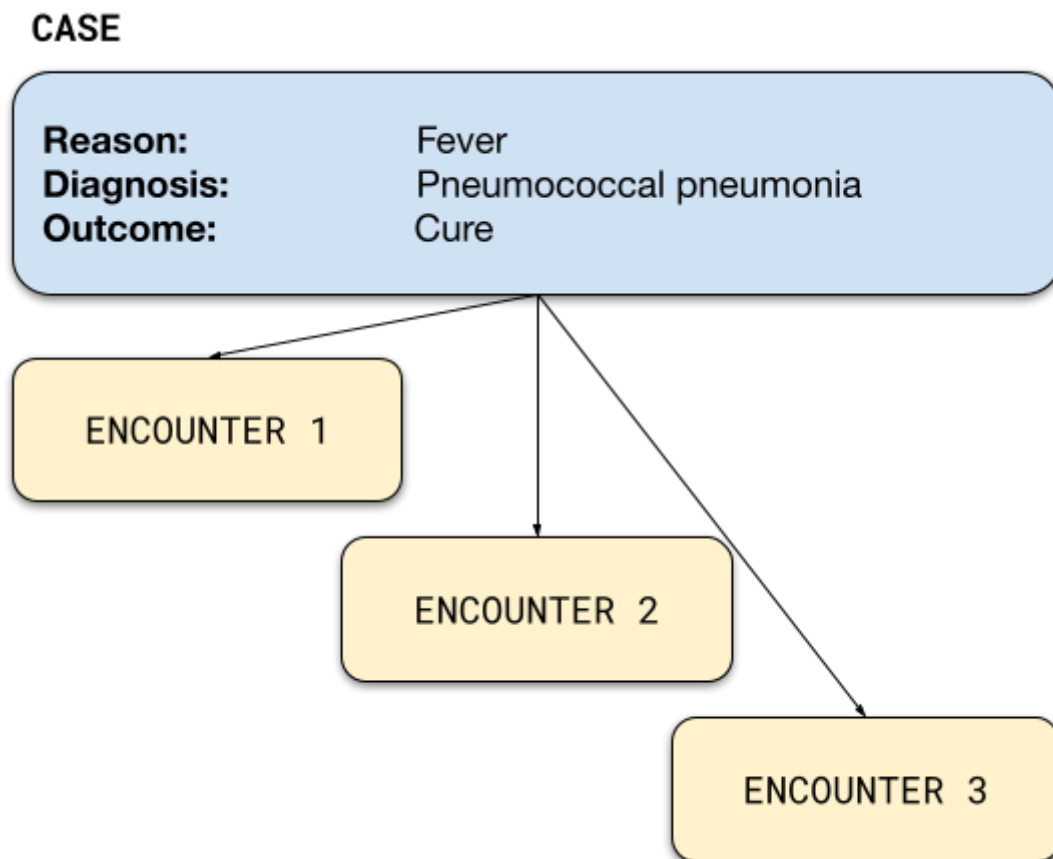 CASE
Reason: Fever
Diagnosis: Pneumococcal pneumonia
Outcome: Cure
ENCOUNTER 1
ENCOUNTER 2
ENCOUNTER 3